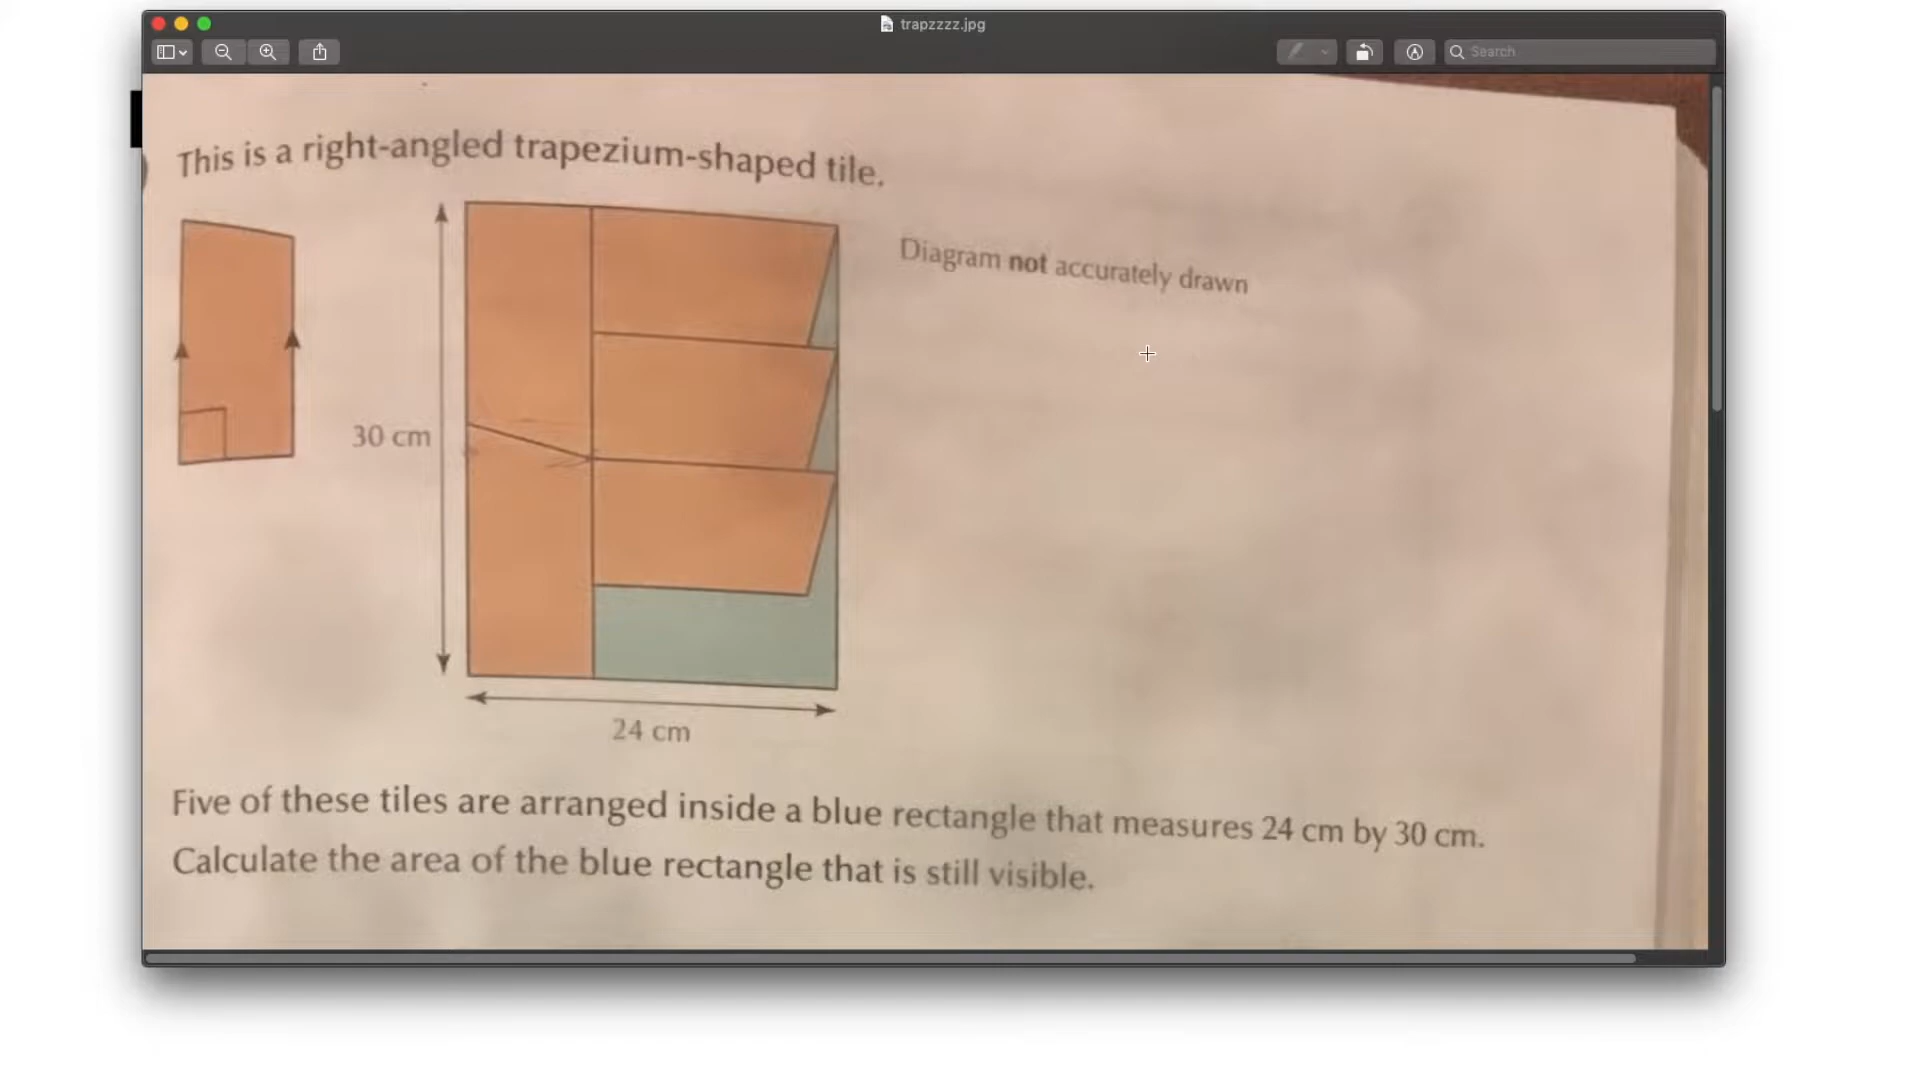 trapzzzz.jpg
Search
This is a right-angled trapezium-shaped tile.
Diagram not accurately drawn
30 cm
24 cm
Five of these tiles are arranged inside a blue rectangle that measures 24 cm by 30 cm.
Calculate the area of the blue rectangle that is still visible.